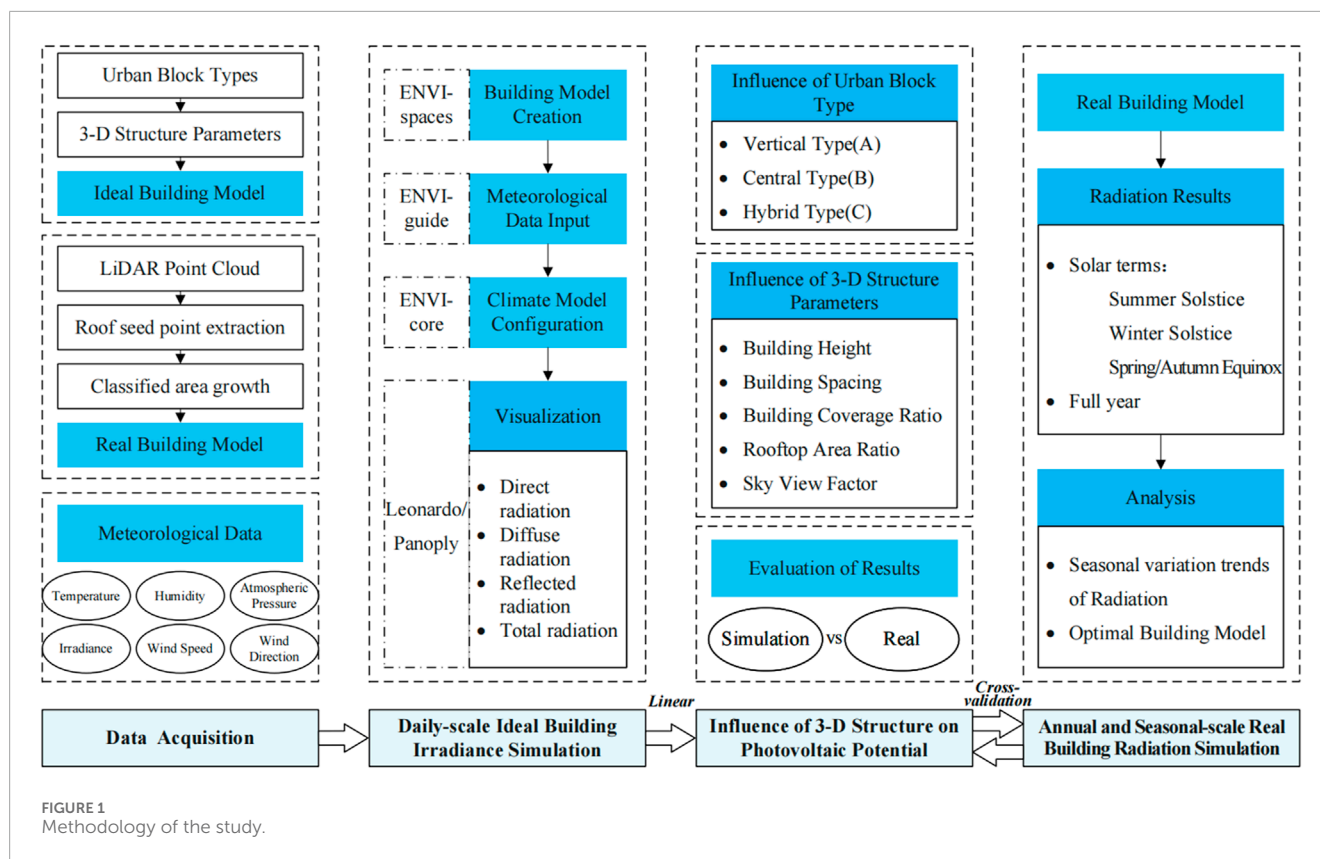 Urban Block Types
3-D Structure Parameters
Ideal Building Model
LiDAR Point Cloud
Roof seed point extraction
Classified area growth
Real Building Model
Meteorological Data
Temperature
Humidity
Atmospheric
Pressure
Irradiance
Wind Speed
Wind
Direction
ENVI-
spaces
Building Model
Creation
ENVI-
guide
Meteorological
Data Input
ENVI-
core
Climate Model
Configuration
Leonardo/
Panoply
Visualization
• Direct
radiation
• Diffuse
radiation
• Reflected
radiation
• Total radiation
Influence of Urban Block
Type
• Vertical Type(A)
• Central Type(B)
• Hybrid Type(C)
Influence of 3-D Structure
Parameters
• Building Height
• Building Spacing
• Building Coverage Ratio
• Rooftop Area Ratio
• Sky View Factor
Evaluation of Results
Simulation vs Real
Real Building Model
Radiation Results
• Solar terms：
Summer Solstice
Winter Solstice
Spring/Autumn Equinox
• Full year
Analysis
• Seasonal variation trends
of Radiation
• Optimal Building Model
Data Acquisition
Daily-scale Ideal Building
Irradiance Simulation
Linear
Influence of 3-D Structure on
Photovoltaic Potential
Cross-
validation
Annual and Seasonal-scale Real
Building Radiation Simulation
FIGURE 1
Methodology of the study.